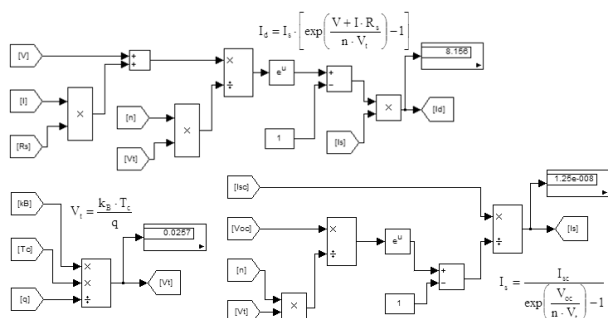 I_d = I_s · [exp((V + I · R_s)/(n · V_t)) − 1]
8.156
[V]
+
+
×
÷
e^u
+
−
[I]
×
[Rs]
[n]
×
[Vt]
1
[Is]
×
[Id]
[kB]
V_t = (k_B · T_c)/q
0.0257
[Tc]
×
×
÷
[q]
[Vt]
[Isc]
1.25e-008
[Voc]
×
÷
e^u
×
÷
[Is]
[n]
×
[Vt]
+
−
1
I_s = I_sc/(exp(V_oc/(n · V_t)) − 1)